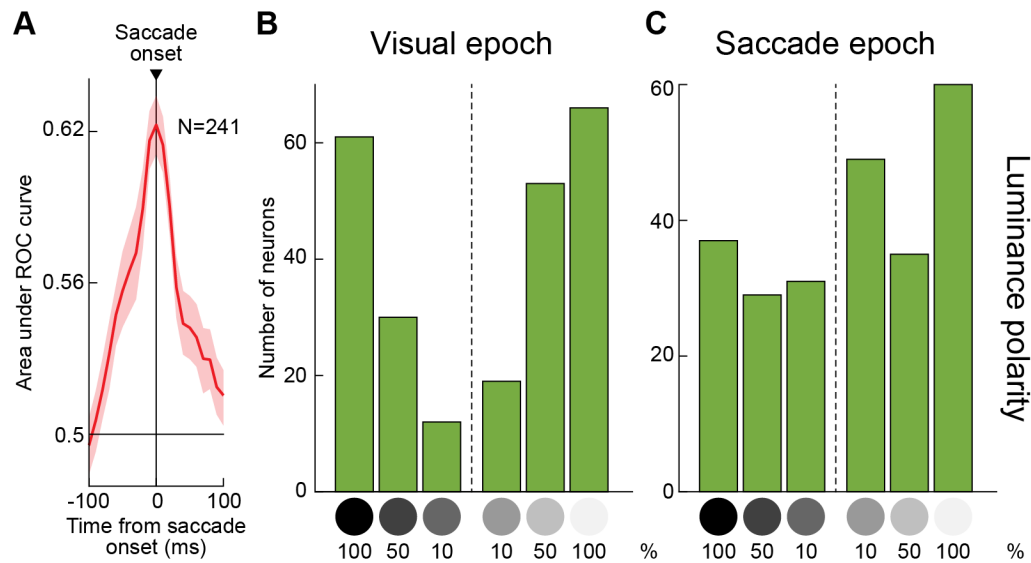 A
Saccade
onset
N=241
0.62
0.56
0.5
Area under ROC curve
-100 0 100
Time from saccade
onset (ms)
B
Visual epoch
Number of neurons
60
40
20
0
100 50 10 10 50 100 %
C
Saccade epoch
60
40
20
0
100 50 10 10 50 100 %
Luminance polarity